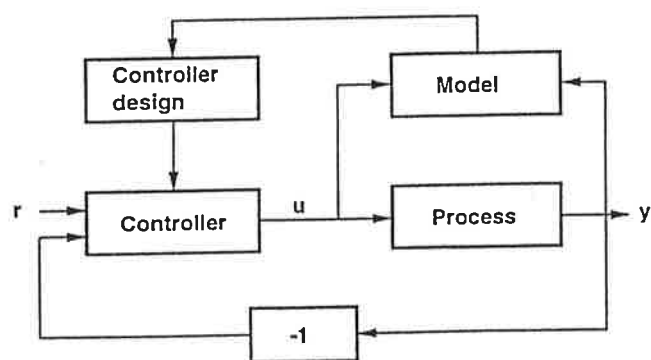 Controller
design
Model
r
Controller
u
Process
y
-1